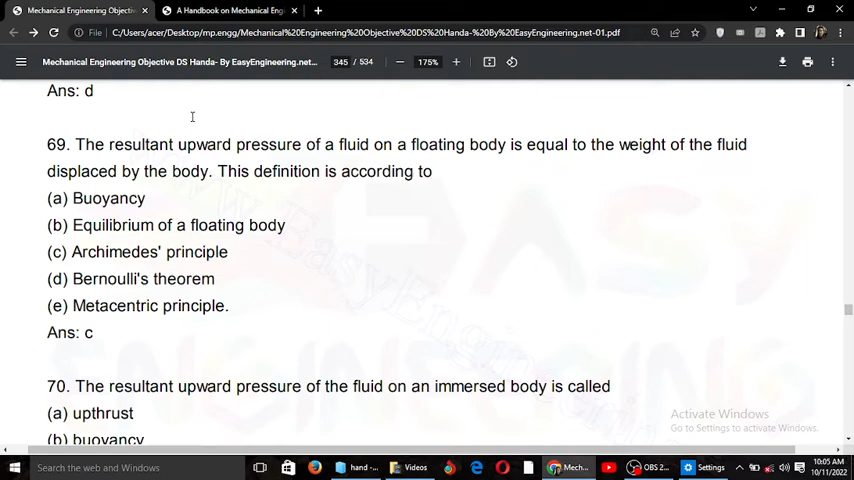 Mechanical Engineering Objectiv
A Handbook on Mechanical Eng
File
C:/Users/acer/Desktop/mp.engg/Mechanical%20Engineering%20Objective%20DS%20Handa-%20By%20EasyEngineering.net-01.pdf
Mechanical Engineering Objective DS Handa- By EasyEngineering.net...
345 / 534
175%
Ans: d
69. The resultant upward pressure of a fluid on a floating body is equal to the weight of the fluid
displaced by the body. This definition is according to
(a) Buoyancy
(b) Equilibrium of a floating body
(c) Archimedes' principle
(d) Bernoulli's theorem
(e) Metacentric principle.
Ans: c
70. The resultant upward pressure of the fluid on an immersed body is called
(a) upthrust
(b) buoyancy
Activate Windows
Go to Settings to activate Windows.
Search the web and Windows
hand -...
Videos
Mech...
OBS 2...
Settings
10:05 AM
10/11/2022